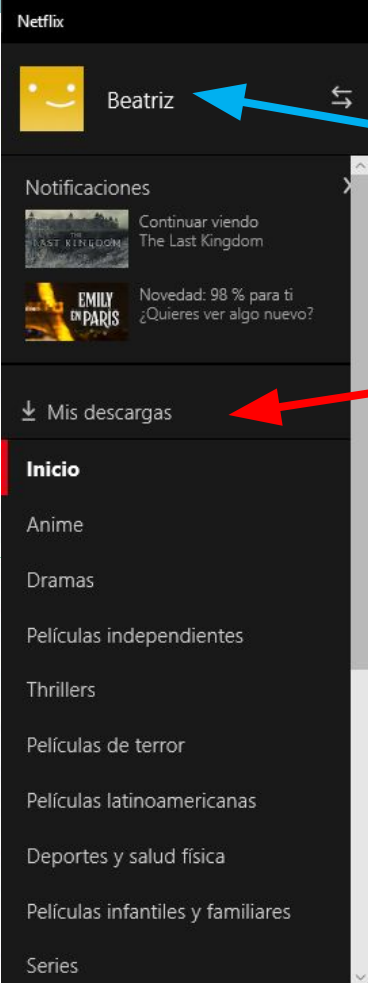 Netflix
Beatriz
Notificaciones
THE
LAST KINGDOM
Continuar viendo
The Last Kingdom
EMILY
EN PARIS
Novedad: 98 % para ti
¿Quieres ver algo nuevo?
Mis descargas
Inicio
Anime
Dramas
Películas independientes
Thrillers
Películas de terror
Películas latinoamericanas
Deportes y salud física
Películas infantiles y familiares
Series